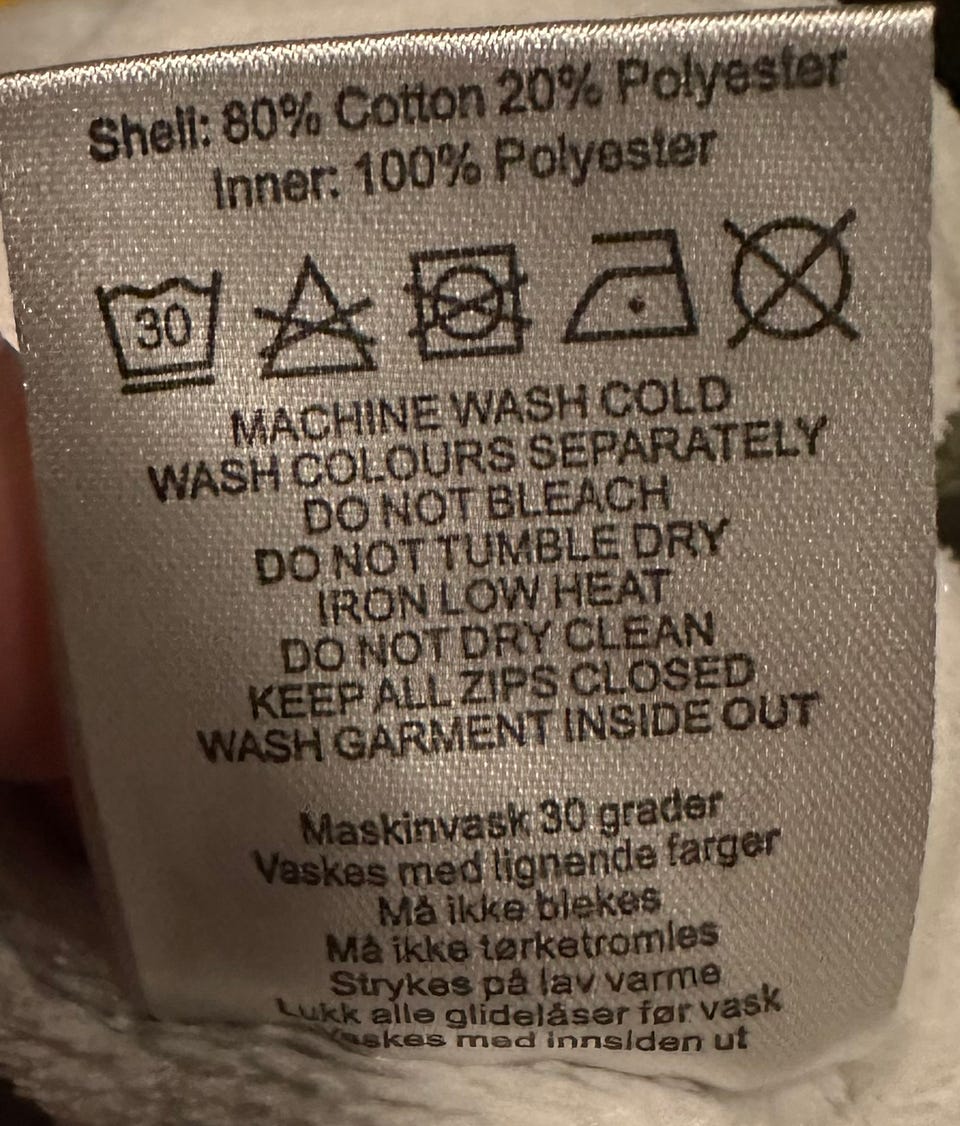 Shell: 80% Cotton 20% Polyester
Inner: 100% Polyester
30
MACHINE WASH COLD
WASH COLOURS SEPARATELY
DO NOT BLEACH
DO NOT TUMBLE DRY
IRON LOW HEAT
DO NOT DRY CLEAN
KEEP ALL ZIPS CLOSED
WASH GARMENT INSIDE OUT
Maskinvask 30 grader
Vaskes med lignende farger
Må ikke blekes
Må ikke tørketromles
Strykes på lav varme
Lukk alle glidelåser før vask
Vaskes med innsiden ut